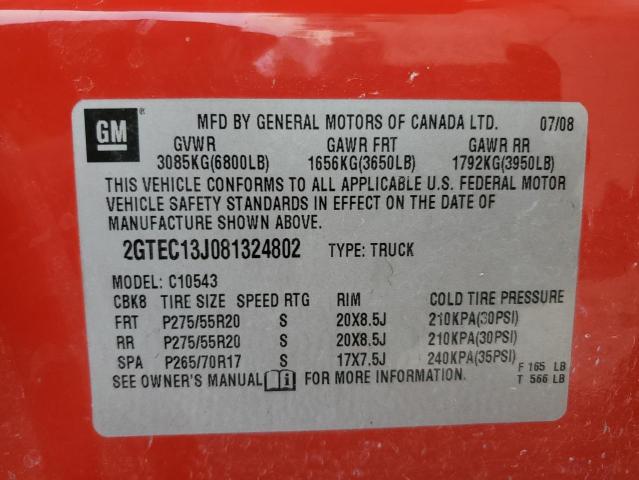 GM ®
MFD BY GENERAL MOTORS OF CANADA LTD. 07/08
GVWR GAWR FRT GAWR RR
3085KG(6800LB) 1656KG(3650LB) 1792KG(3950LB)
THIS VEHICLE CONFORMS TO ALL APPLICABLE U.S. FEDERAL MOTOR
VEHICLE SAFETY STANDARDS IN EFFECT ON THE DATE OF
MANUFACTURE SHOWN ABOVE.
2GTEC13J081324802 TYPE: TRUCK
MODEL: C10543
CBK8 TIRE SIZE SPEED RTG RIM COLD TIRE PRESSURE
FRT P275/55R20 S 20X8.5J 210KPA(30PSI)
RR P275/55R20 S 20X8.5J 210KPA(30PSI)
SPA P265/70R17 S 17X7.5J 240KPA(35PSI)
SEE OWNER'S MANUAL i FOR MORE INFORMATION.
F 165 LB
T 566 LB